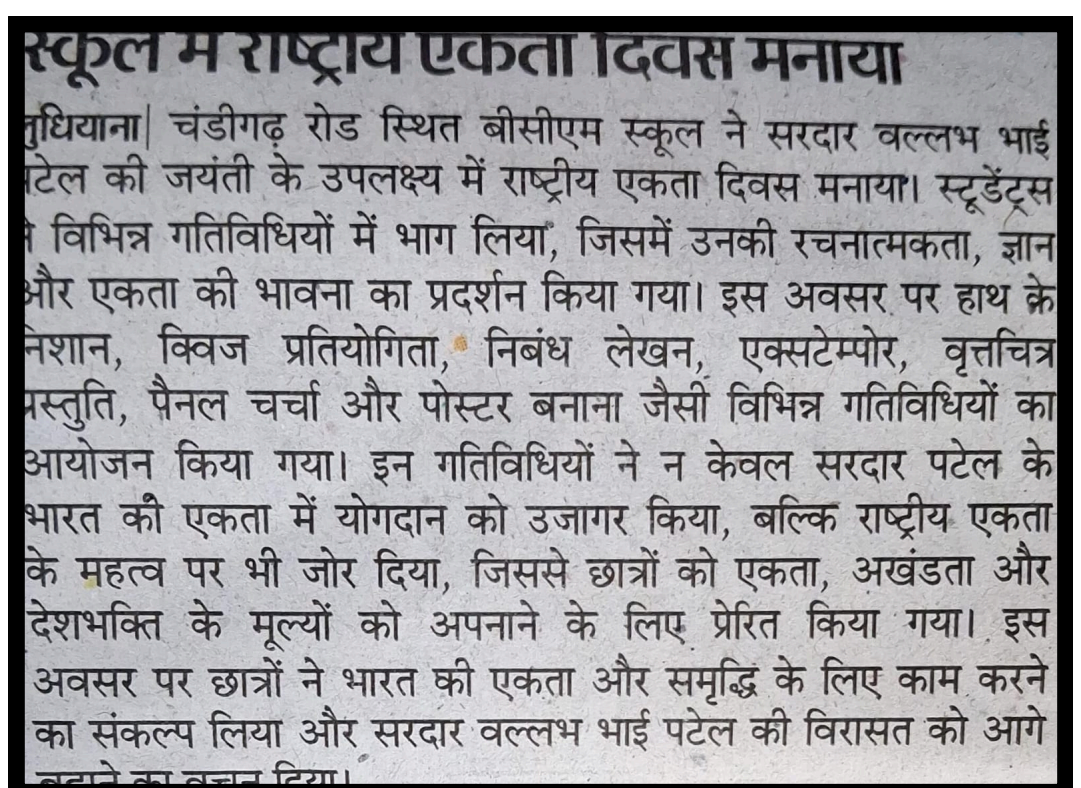 स्कूल में राष्ट्रीय एकता दिवस मनाया
लुधियाना| चंडीगढ़ रोड स्थित बीसीएम स्कूल ने सरदार वल्लभ भाई
पटेल की जयंती के उपलक्ष्य में राष्ट्रीय एकता दिवस मनाया। स्टूडेंट्स
ने विभिन्न गतिविधियों में भाग लिया, जिसमें उनकी रचनात्मकता, ज्ञान
और एकता की भावना का प्रदर्शन किया गया। इस अवसर पर हाथ के
निशान, क्विज प्रतियोगिता, निबंध लेखन, एक्सटेम्पोर, वृत्तचित्र
प्रस्तुति, पैनल चर्चा और पोस्टर बनाना जैसी विभिन्न गतिविधियों का
आयोजन किया गया। इन गतिविधियों ने न केवल सरदार पटेल के
भारत की एकता में योगदान को उजागर किया, बल्कि राष्ट्रीय एकता
के महत्व पर भी जोर दिया, जिससे छात्रों को एकता, अखंडता और
देशभक्ति के मूल्यों को अपनाने के लिए प्रेरित किया गया। इस
अवसर पर छात्रों ने भारत की एकता और समृद्धि के लिए काम करने
का संकल्प लिया और सरदार वल्लभ भाई पटेल की विरासत को आगे
बढ़ाने का वचन दिया।